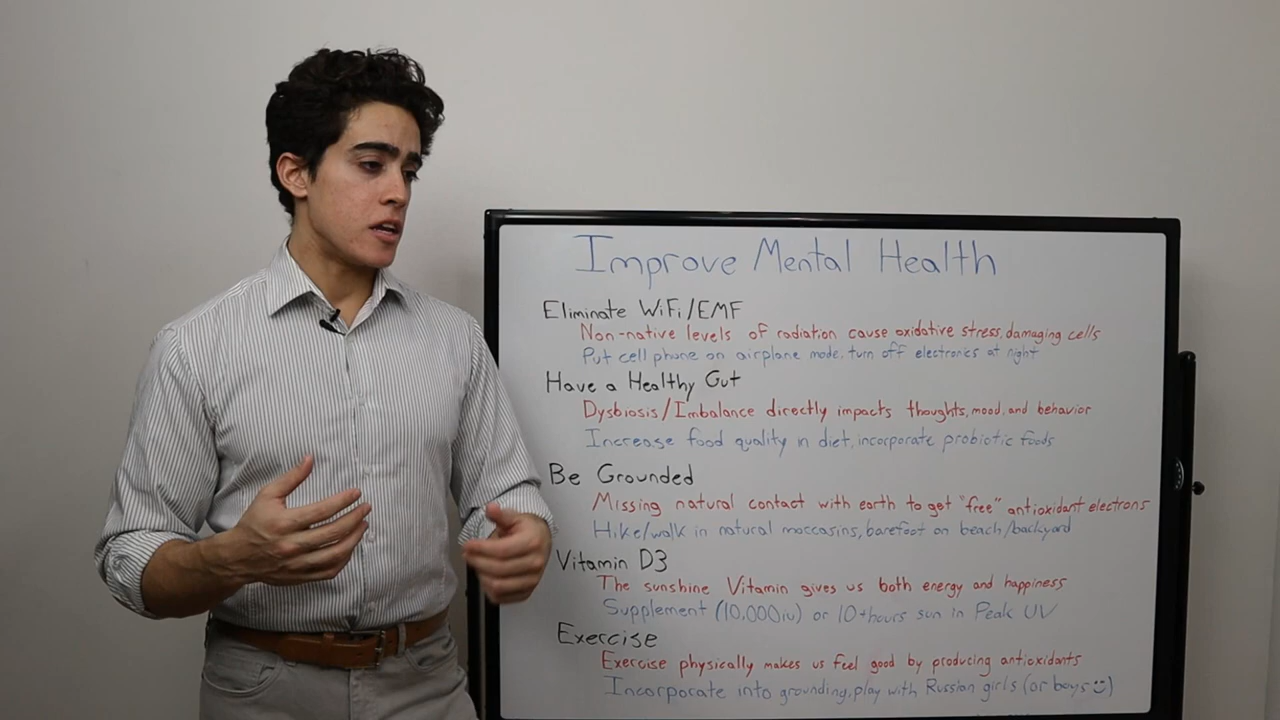 Improve Mental Health
Eliminate WiFi/EMF
Non-native levels of radiation cause oxidative stress, damaging cells
Put cell phone on airplane mode, turn off electronics at night
Have a Healthy Gut
Dysbiosis/Imbalance directly impacts thoughts, mood, and behavior
Increase food quality in diet, incorporate probiotic foods
Be Grounded
Missing natural contact with earth to get "free" antioxidant electrons
Hike/walk in natural moccasins, barefoot on beach/backyard
Vitamin D3
The sunshine Vitamin gives us both energy and happiness
Supplement (10,000iu) or 10+hours sun in Peak UV
Exercise
Exercise physically makes us feel good by producing antioxidants
Incorporate into grounding, play with Russian girls (or boys☺)